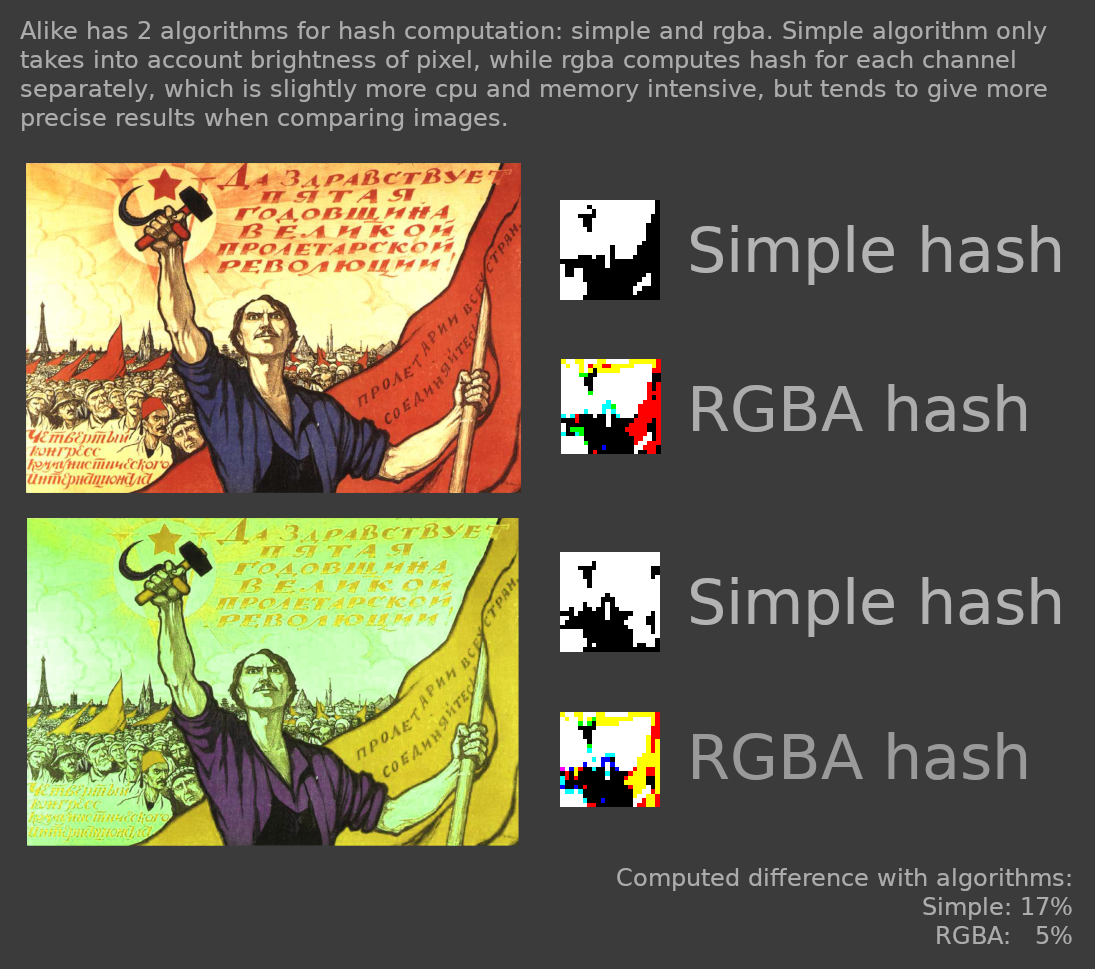 Alike has 2 algorithms for hash computation: simple and rgba. Simple algorithm only
takes into account brightness of pixel, while rgba computes hash for each channel
separately, which is slightly more cpu and memory intensive, but tends to give more
precise results when comparing images.
ДА ЗДРАВСТВУЕТ
ПЯТАЯ
ГОДОВЩИНА
ВЕЛИКОЙ
ПРОЛЕТАРСКОЙ
РЕВОЛЮЦИИ!
ПРОЛЕТАРИИ ВСЕХ СТРАН,
СОЕДИНЯЙТЕСЬ
Четвертый
конгресс
коммунистического
интернационала
Simple hash
RGBA hash
ДА ЗДРАВСТВУЕТ
ПЯТАЯ
ГОДОВЩИНА
ВЕЛИКОЙ
ПРОЛЕТАРСКОЙ
РЕВОЛЮЦИИ
ПРОЛЕТАРИИ ВСЕХ СТРАН,
СОЕДИНЯЙТЕСЬ
Четвертый
конгресс
коммунистического
интернационала
Simple hash
RGBA hash
Computed difference with algorithms:
Simple: 17%
RGBA: 5%